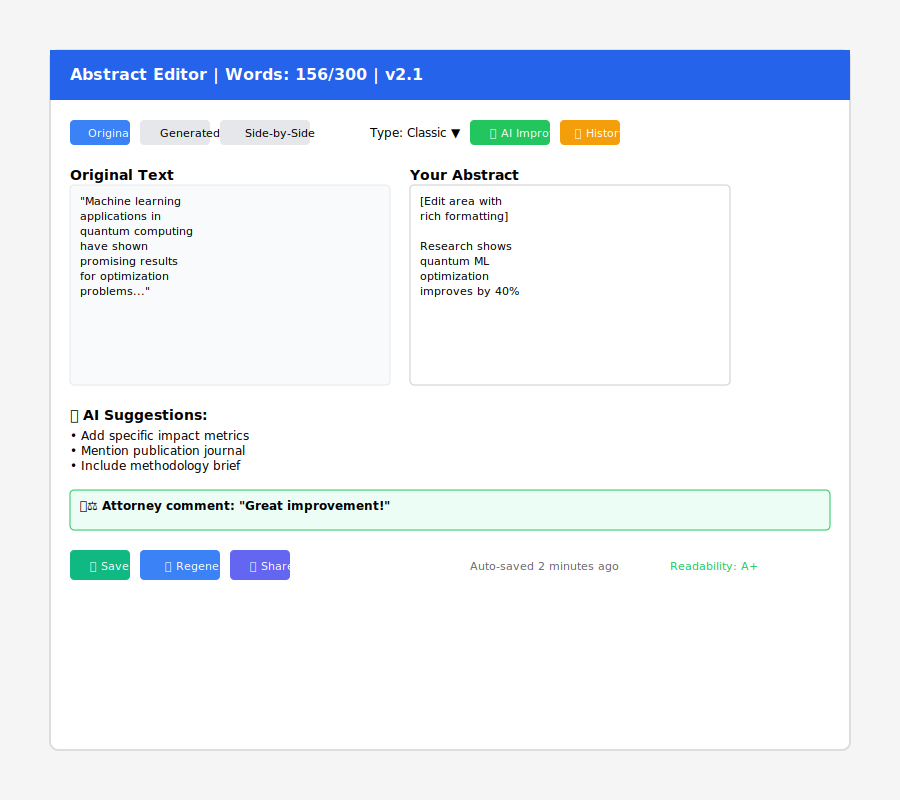 Abstract Editor | Words: 156/300 | v2.1
Origina Generated Side-by-Side Type: Classic ▼ AI Impro Histor
Original Text
"Machine learning
applications in
quantum computing
have shown
promising results
for optimization
problems..."
Your Abstract
[Edit area with
rich formatting]
Research shows
quantum ML
optimization
improves by 40%
AI Suggestions:
• Add specific impact metrics
• Mention publication journal
• Include methodology brief
⚖ Attorney comment: "Great improvement!"
Save Regene Share Auto-saved 2 minutes ago Readability: A+